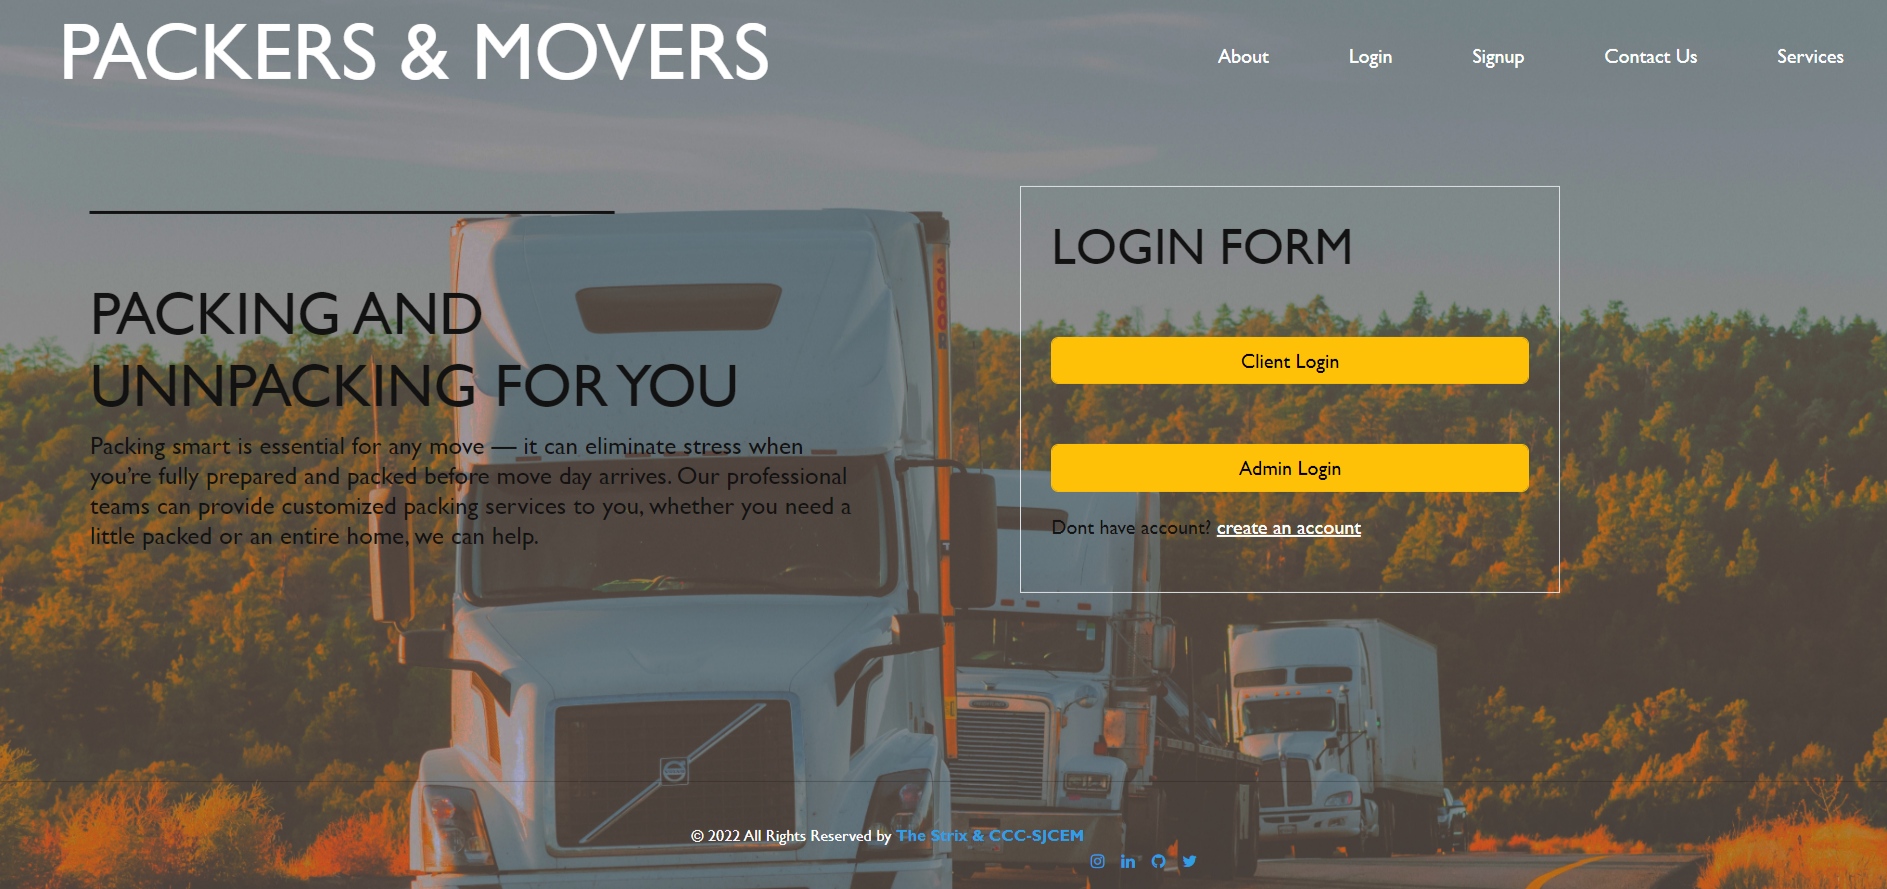 PACKERS & MOVERS
About Login Signup Contact Us Services
PACKING AND
UNNPACKING FOR YOU
Packing smart is essential for any move — it can eliminate stress when
you're fully prepared and packed before move day arrives. Our professional
teams can provide customized packing services to you, whether you need a
little packed or an entire home, we can help.
LOGIN FORM
Client Login
Admin Login
Dont have account? create an account
© 2022 All Rights Reserved by The Strix & CCC-SJCEM